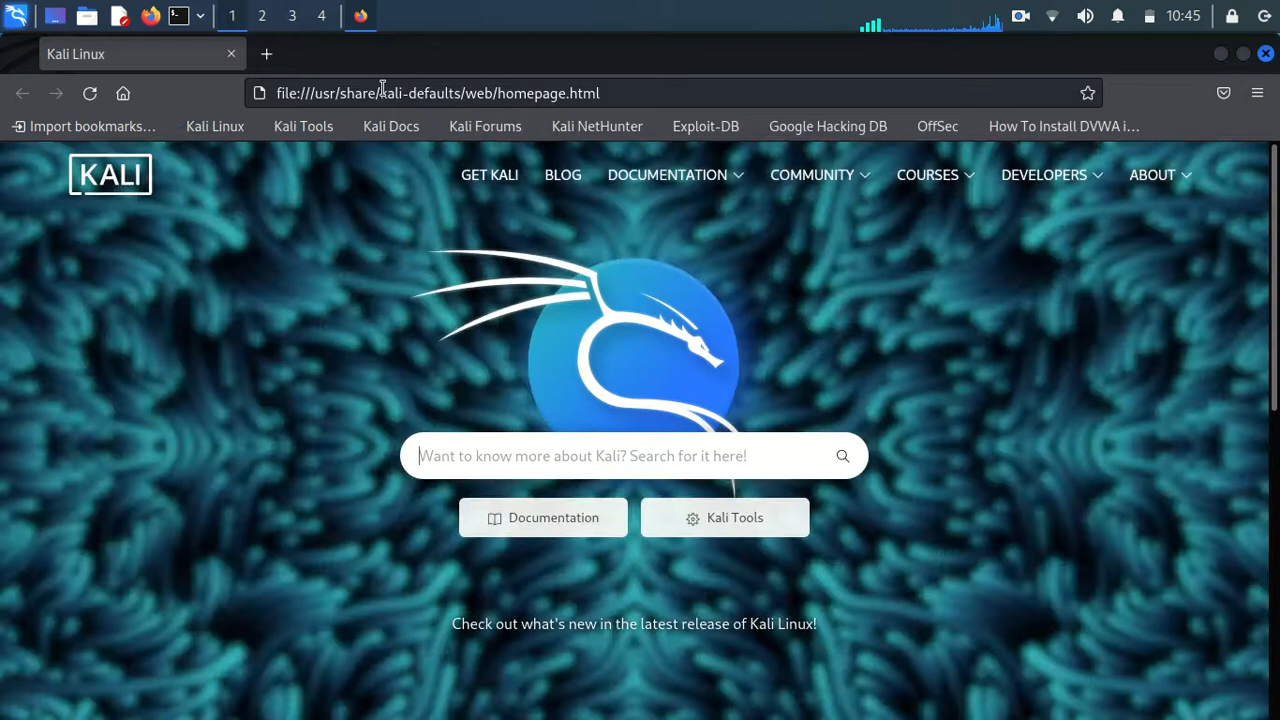 1 2 3 4 10:45
Kali Linux
file:///usr/share/kali-defaults/web/homepage.html
Import bookmarks... Kali Linux Kali Tools Kali Docs Kali Forums Kali NetHunter Exploit-DB Google Hacking DB OffSec How To Install DVWA i...
KALI GET KALI BLOG DOCUMENTATION COMMUNITY COURSES DEVELOPERS ABOUT
Want to know more about Kali? Search for it here!
Documentation Kali Tools
Check out what's new in the latest release of Kali Linux!